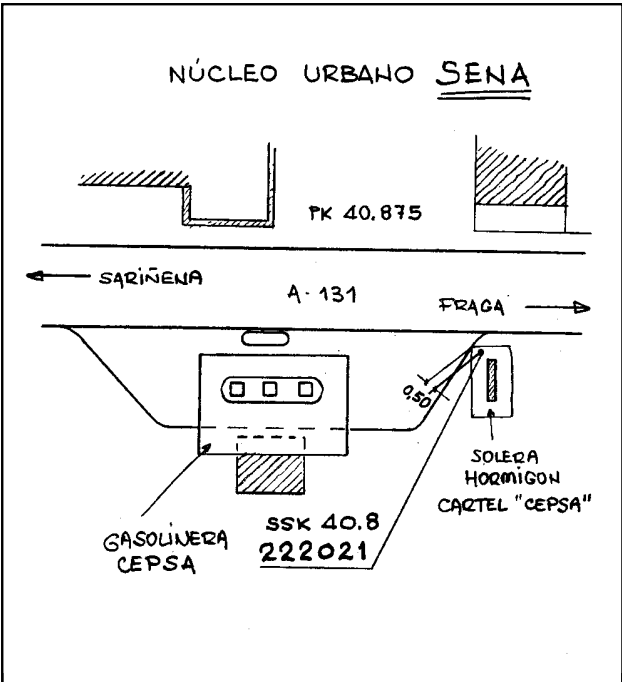 NÚCLEO URBANO SENA
PK 40.875
SARIÑENA
A-131
FRAGA
0,50
SOLERA
HORMIGON
CARTEL "CEPSA"
GASOLINERA
CEPSA
SSK 40.8
222021